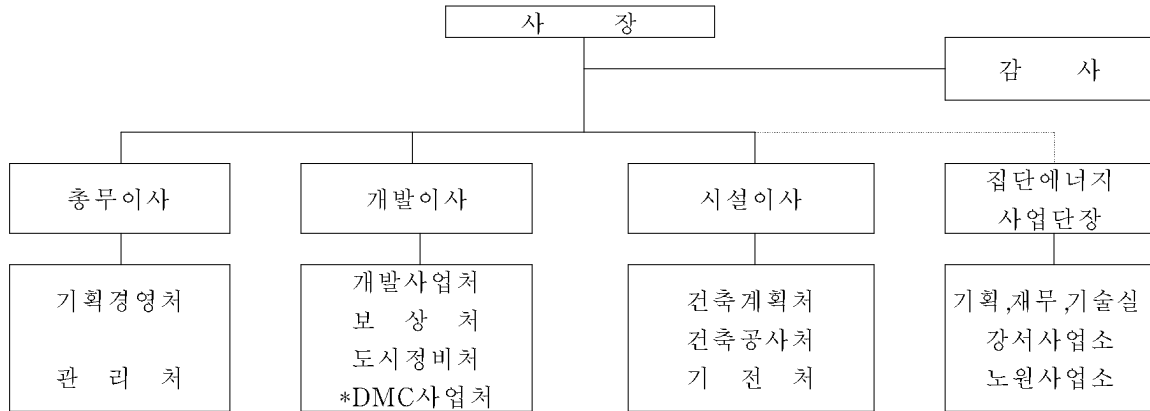 사 장
감 사
총무이사
개발이사
시설이사
집단에너지
사업단장
기획경영처
관 리 처
개발사업처
보 상 처
도시정비처
*DMC사업처
건축계획처
건축공사처
기 전 처
기획,재무,기술실
강서사업소
노원사업소